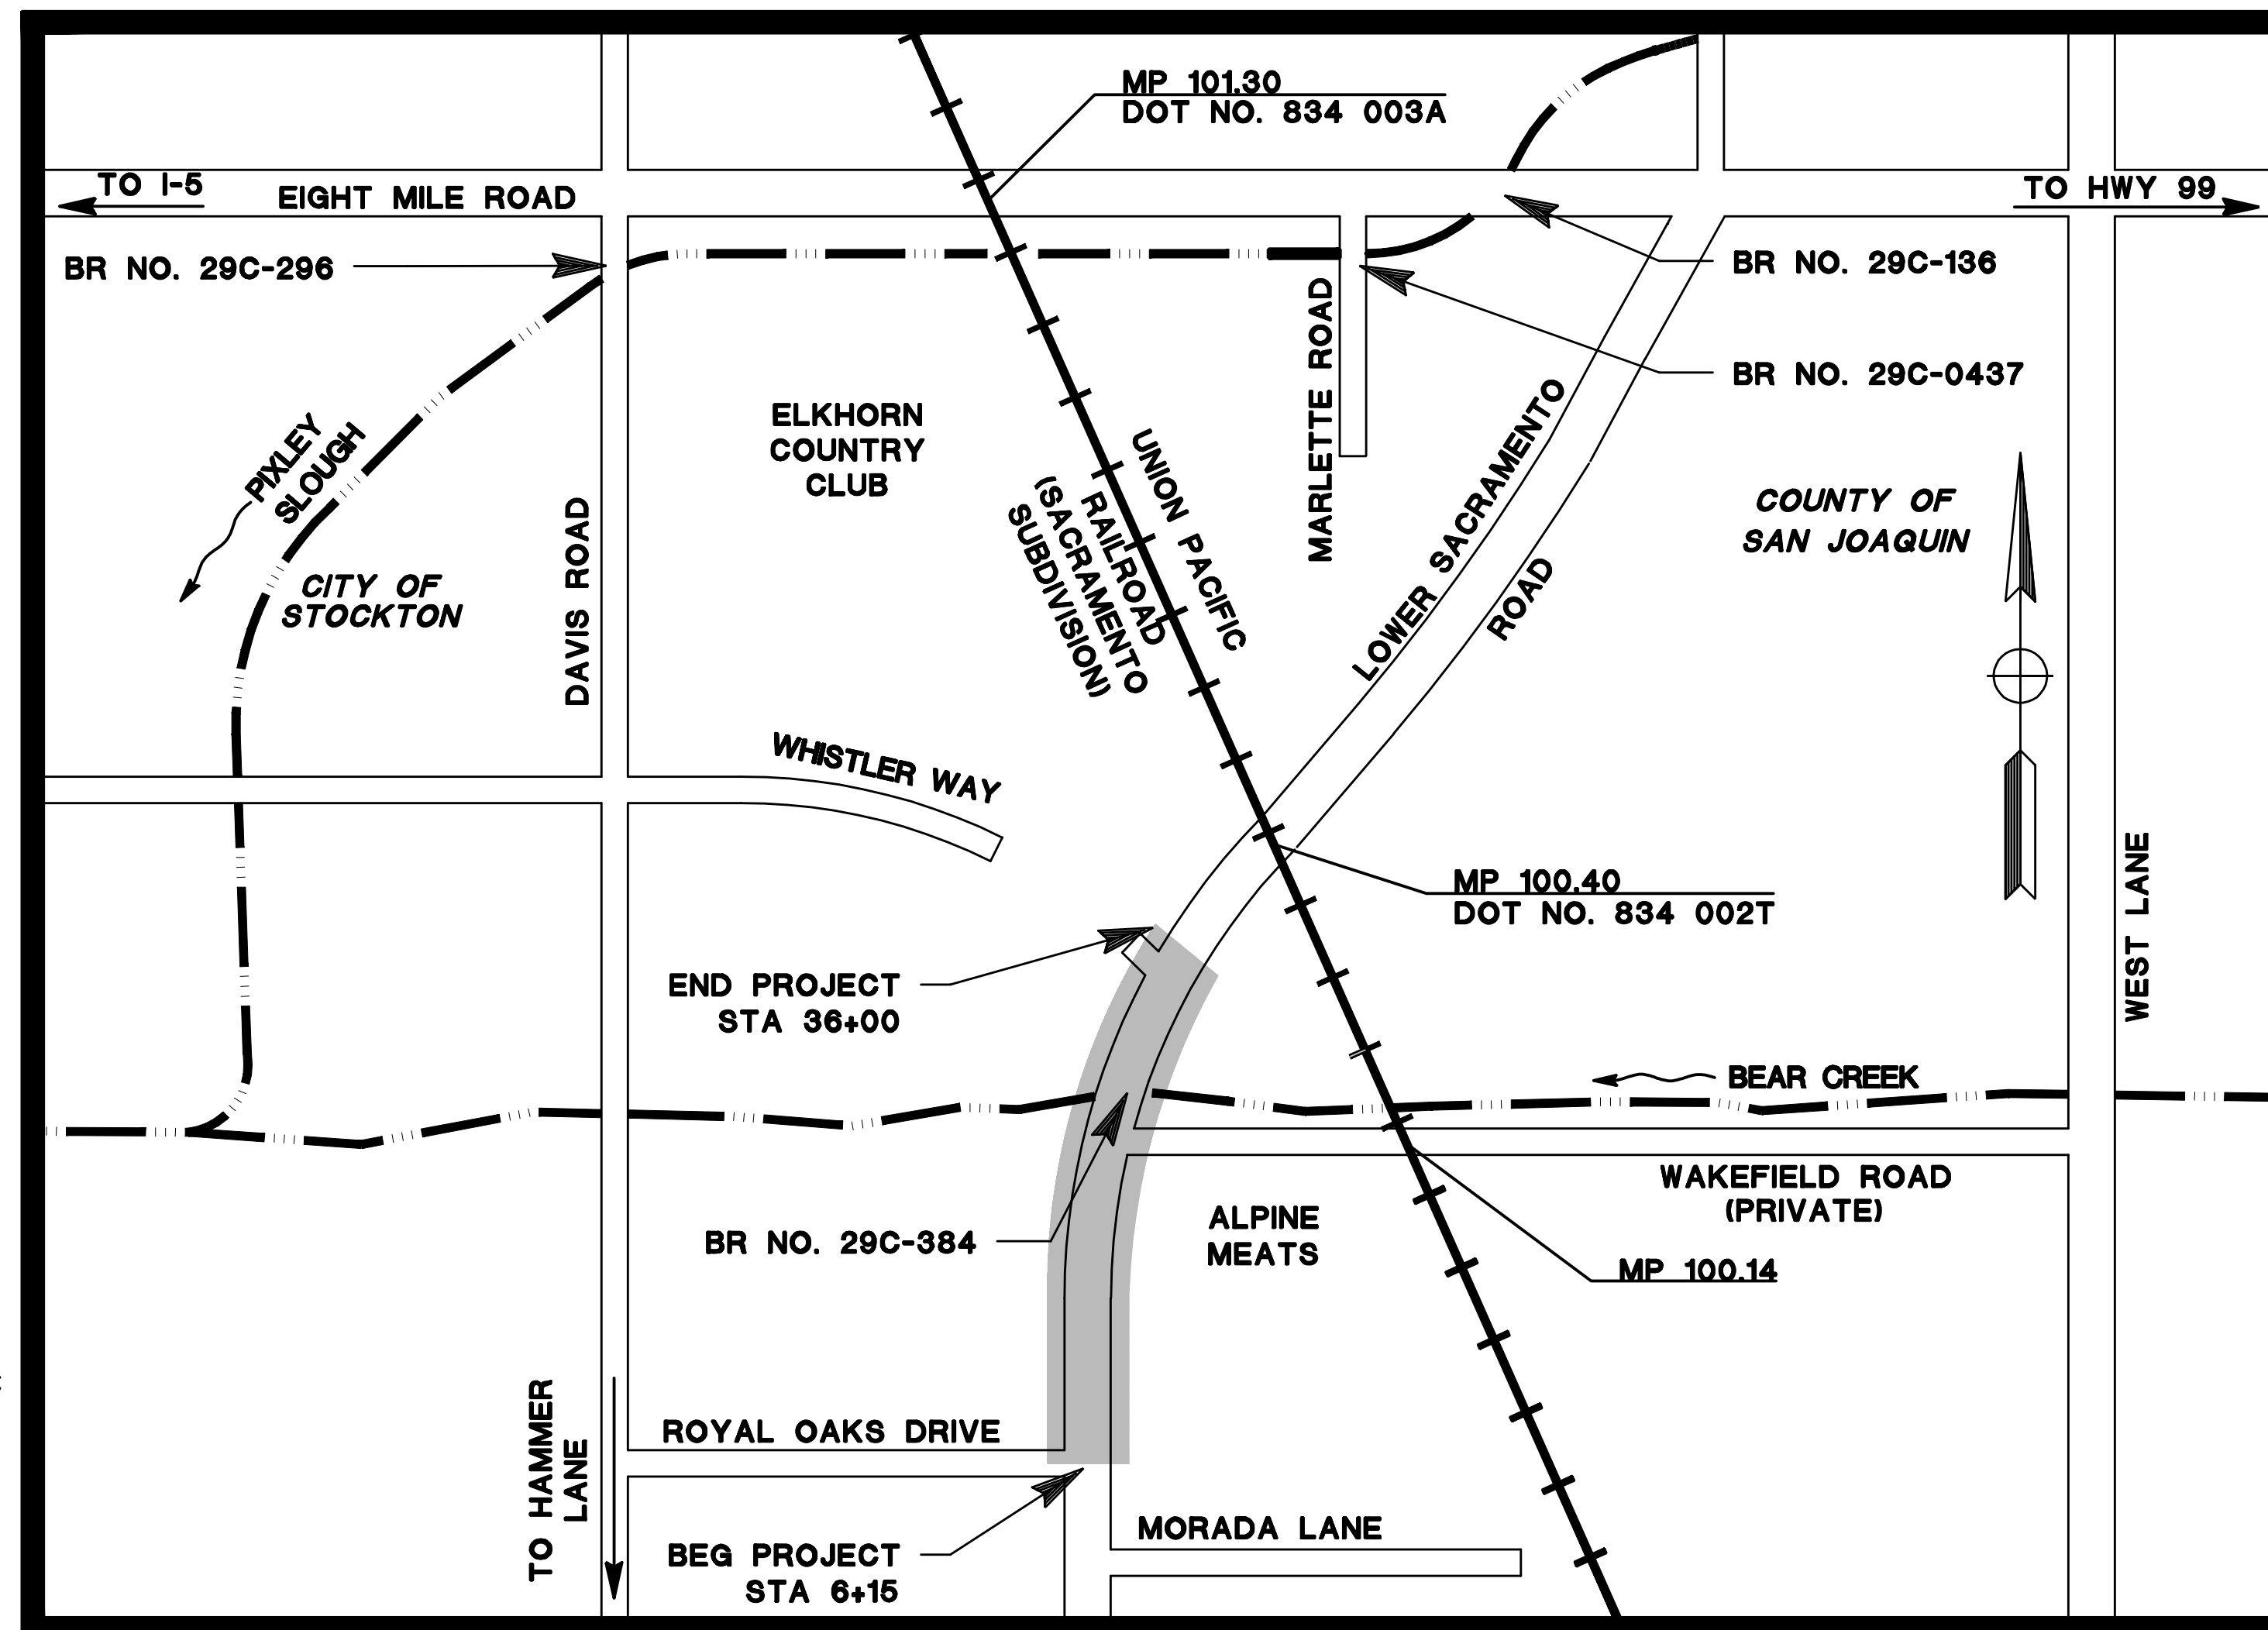 MP 101.30
DOT NO. 834 003A
TO I-5
EIGHT MILE ROAD
TO HWY 99
BR NO. 29C-296
BR NO. 29C-136
BR NO. 29C-0437
MARLETTE ROAD
ELKHORN
COUNTRY
CLUB
PIXLEY
SLOUGH
CITY OF
STOCKTON
DAVIS ROAD
UNION PACIFIC
RAILROAD
(SACRAMENTO
SUBDIVISION)
LOWER SACRAMENTO
ROAD
COUNTY OF
SAN JOAQUIN
WHISTLER WAY
MP 100.40
DOT NO. 834 002T
WEST LANE
END PROJECT
STA 36+00
BEAR CREEK
WAKEFIELD ROAD
(PRIVATE)
BR NO. 29C-384
ALPINE
MEATS
MP 100.14
TO HAMMER
LANE
ROYAL OAKS DRIVE
MORADA LANE
BEG PROJECT
STA 6+15